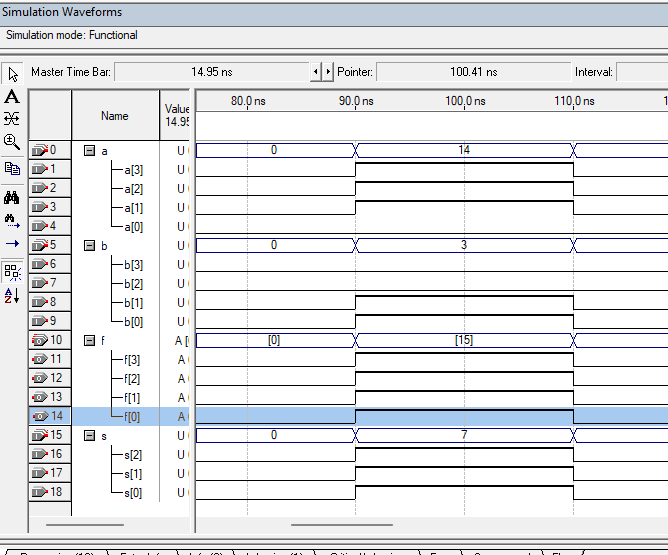 Simulation Waveforms
Simulation mode: Functional
Master Time Bar: 14.95 ns Pointer: 100.41 ns Interval:
Name Value 14.95 80.0 ns 90.0 ns 100.0 ns 110.0 ns
0 a U 0 14
1 a[3] U
2 a[2] U
3 a[1] U
4 a[0] U
5 b U 0 3
6 b[3] U
7 b[2] U
8 b[1] U
9 b[0] U
10 f A [ [0] [15]
11 f[3] A
12 f[2] A
13 f[1] A
14 f[0] A
15 s U 0 7
16 s[2] U
17 s[1] U
18 s[0] U